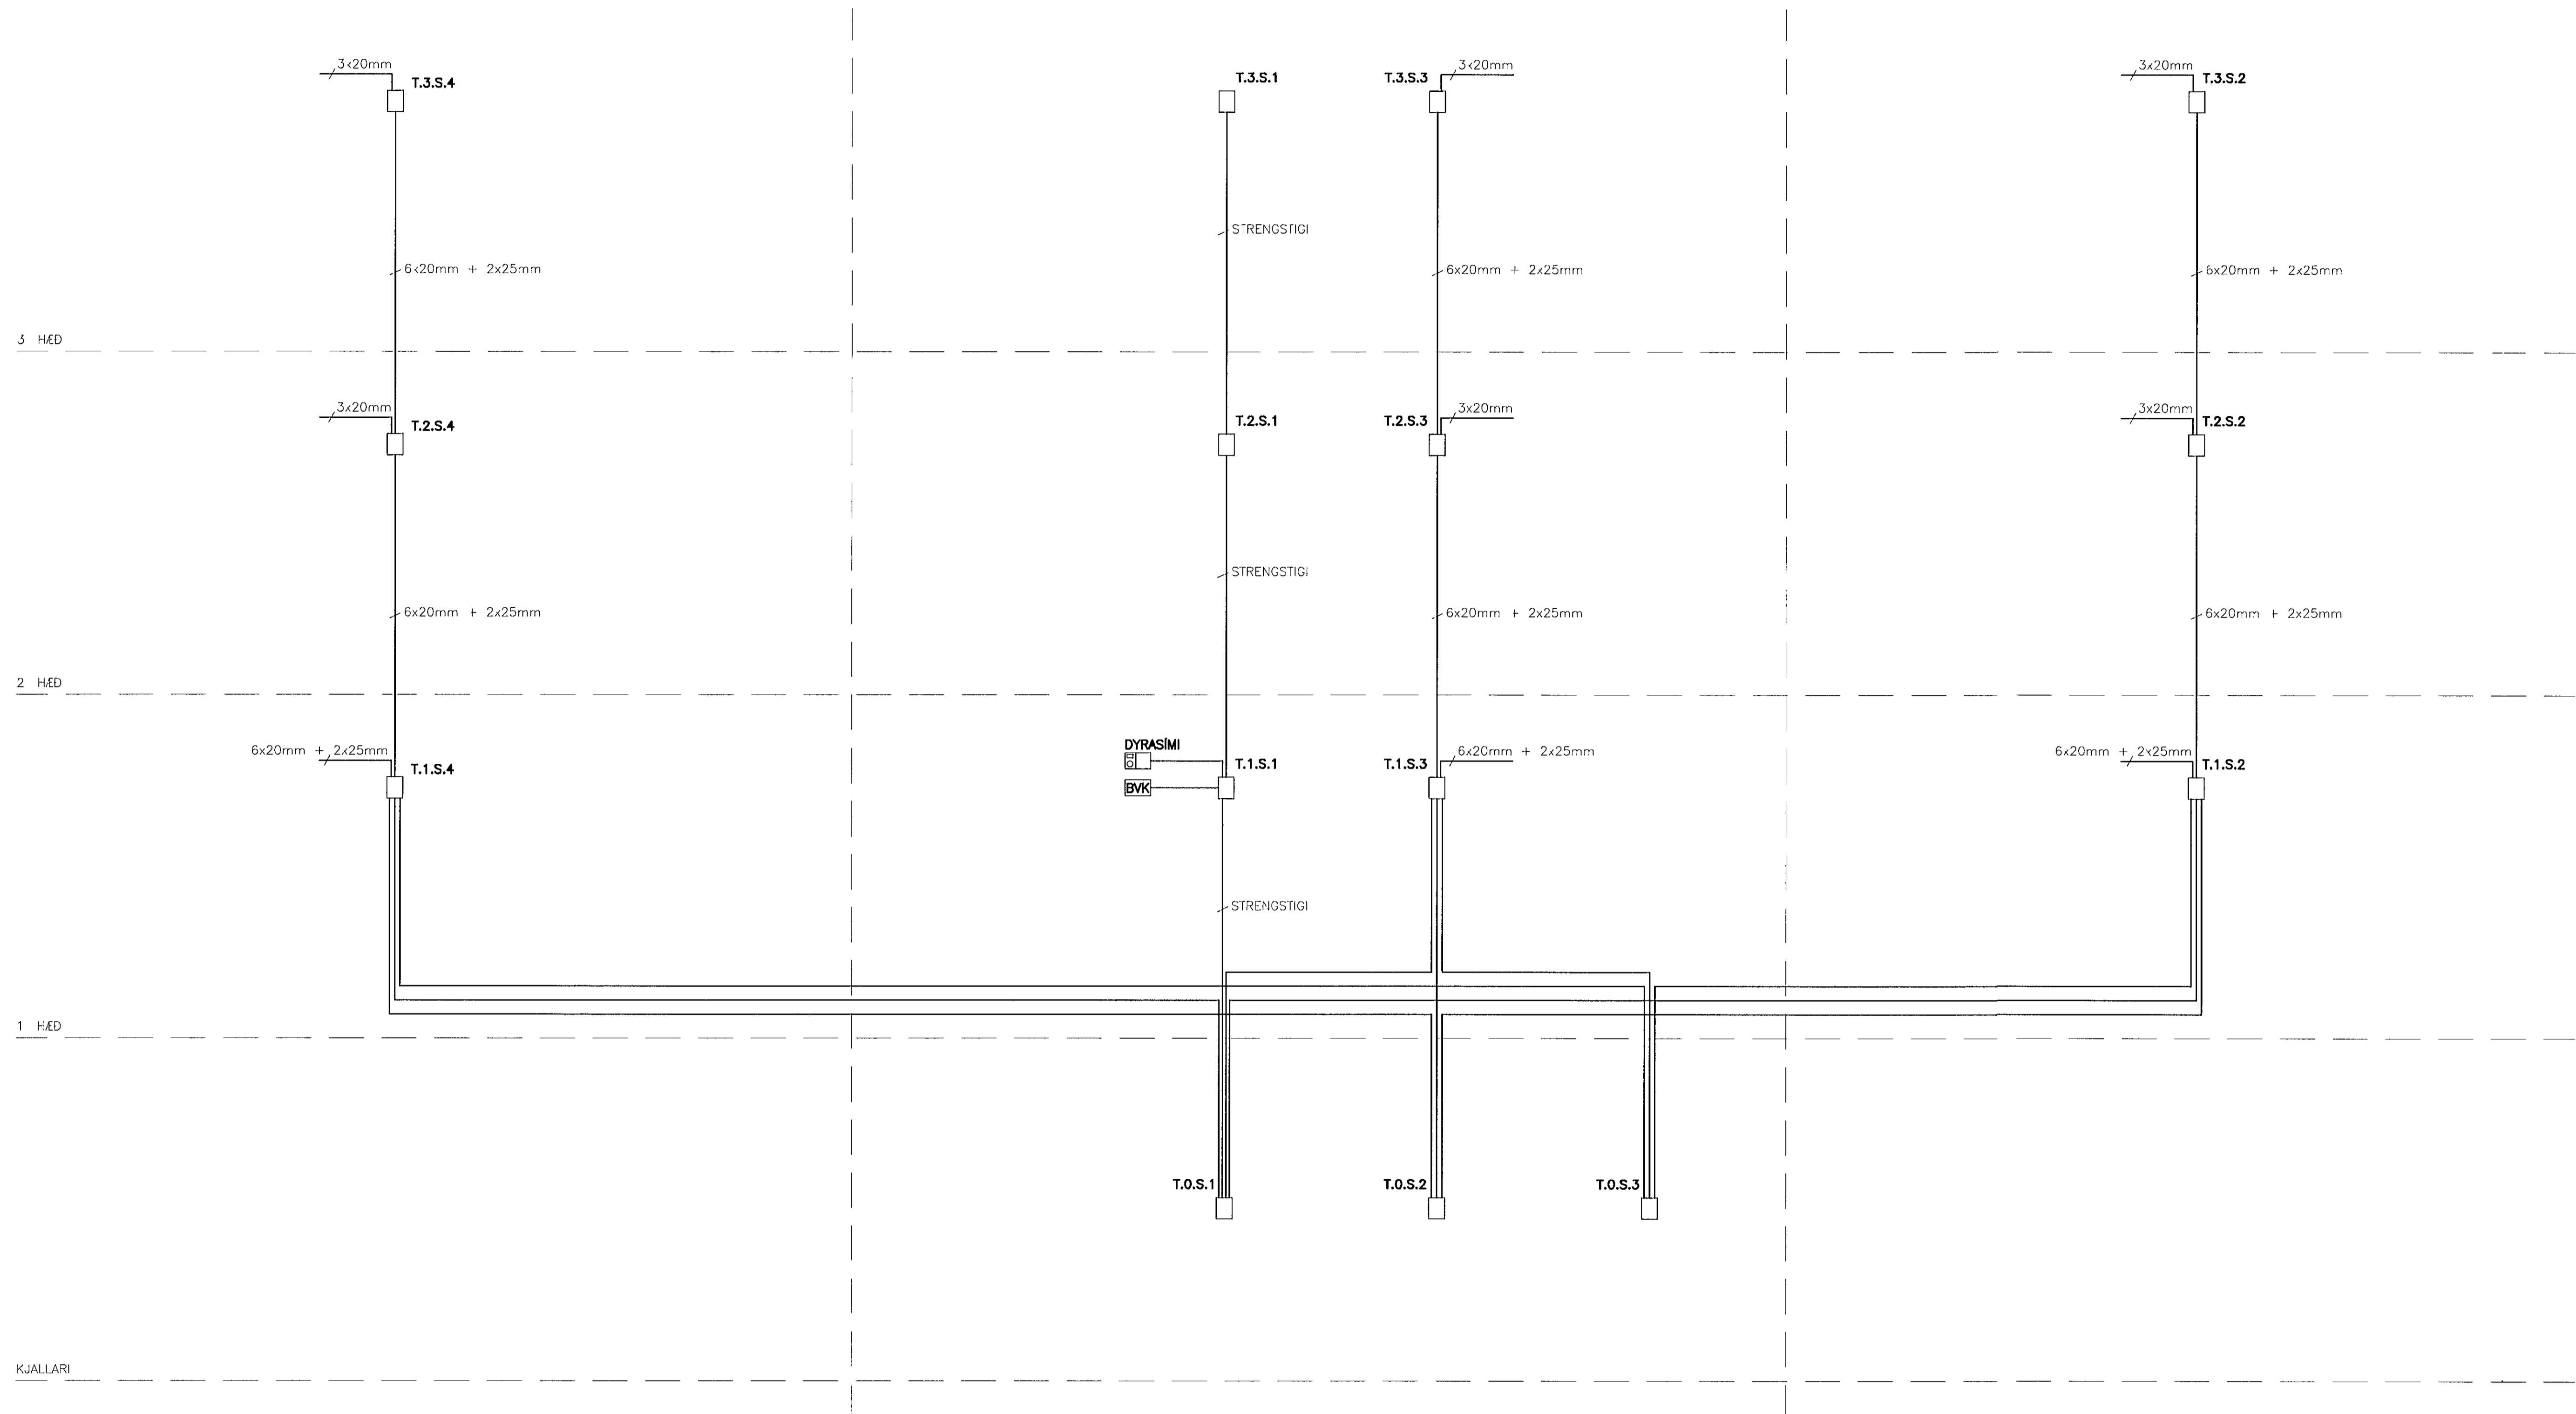 3x20mm
T.3.S.4
T.3.S.1
T.3.S.3
3x20mm
3x20mm
T.3.S.2
STRENGSTIGI
6x20mm + 2x25mm
6x20mm + 2x25mm
6x20mm + 2x25mm
3 HÆÐ
3x20mm
T.2.S.4
T.2.S.1
T.2.S.3
3x20mm
3x20mm
T.2.S.2
STRENGSTIGI
6x20mm + 2x25mm
6x20mm + 2x25mm
6x20mm + 2x25mm
2 HÆÐ
6x20mm + 2x25mm
T.1.S.4
DYRASÍMI
T.1.S.1
BVK
T.1.S.3
6x20mm + 2x25mm
6x20mm + 2x25mm
T.1.S.2
STRENGSTIGI
1 HÆÐ
T.0.S.1
T.0.S.2
T.0.S.3
KJALLARI